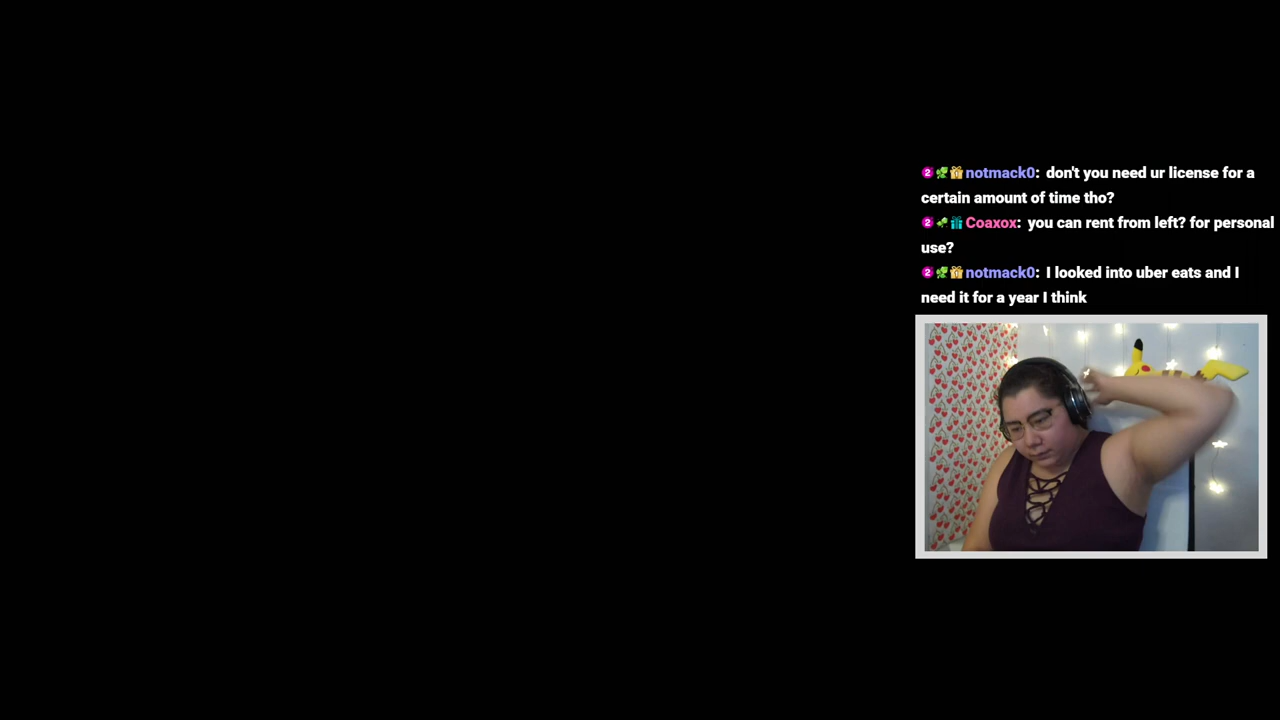 notmack0: don't you need ur license for a
certain amount of time tho?
Coaxox: you can rent from left? for personal
use?
notmack0: I looked into uber eats and I
need it for a year I think